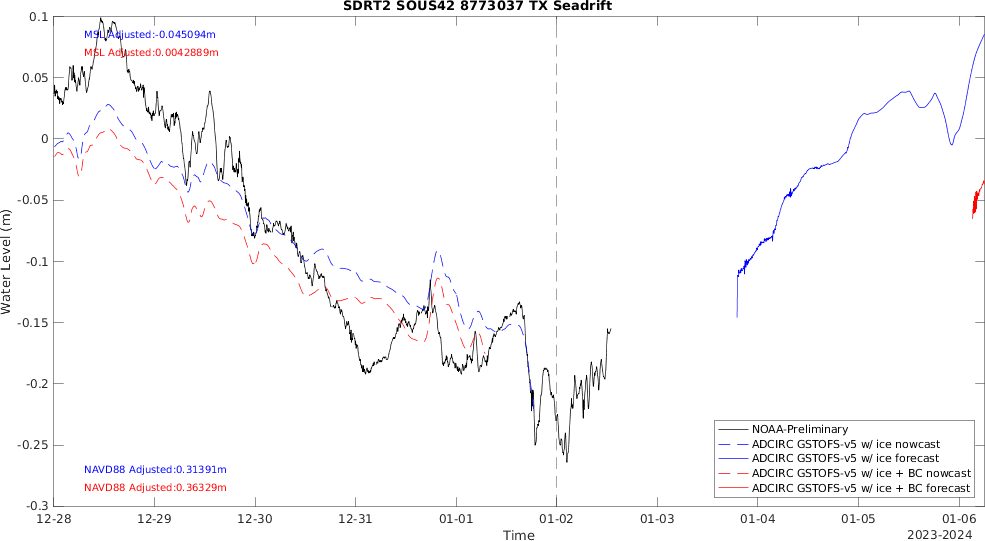 SDRT2 SOUS42 8773037 TX Seadrift
MSL Adjusted:-0.045094m
MSL Adjusted:0.0042889m
0.1
0.05
0
-0.05
-0.1
-0.15
-0.2
-0.25
-0.3
Water Level (m)
NAVD88 Adjusted:0.31391m
NAVD88 Adjusted:0.36329m
NOAA-Preliminary
ADCIRC GSTOFS-v5 w/ ice nowcast
ADCIRC GSTOFS-v5 w/ ice forecast
ADCIRC GSTOFS-v5 w/ ice + BC nowcast
ADCIRC GSTOFS-v5 w/ ice + BC forecast
12-28 12-29 12-30 12-31 01-01 01-02 01-03 01-04 01-05 01-06
Time
2023-2024